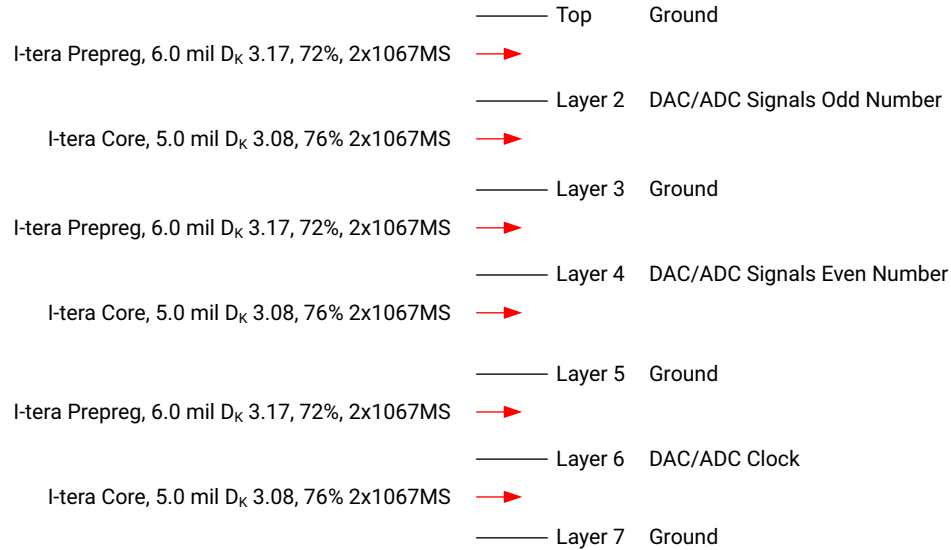 Top Ground
I-tera Prepreg, 6.0 mil DK 3.17, 72%, 2x1067MS
Layer 2 DAC/ADC Signals Odd Number
I-tera Core, 5.0 mil DK 3.08, 76% 2x1067MS
Layer 3 Ground
I-tera Prepreg, 6.0 mil DK 3.17, 72%, 2x1067MS
Layer 4 DAC/ADC Signals Even Number
I-tera Core, 5.0 mil DK 3.08, 76% 2x1067MS
Layer 5 Ground
I-tera Prepreg, 6.0 mil DK 3.17, 72%, 2x1067MS
Layer 6 DAC/ADC Clock
I-tera Core, 5.0 mil DK 3.08, 76% 2x1067MS
Layer 7 Ground